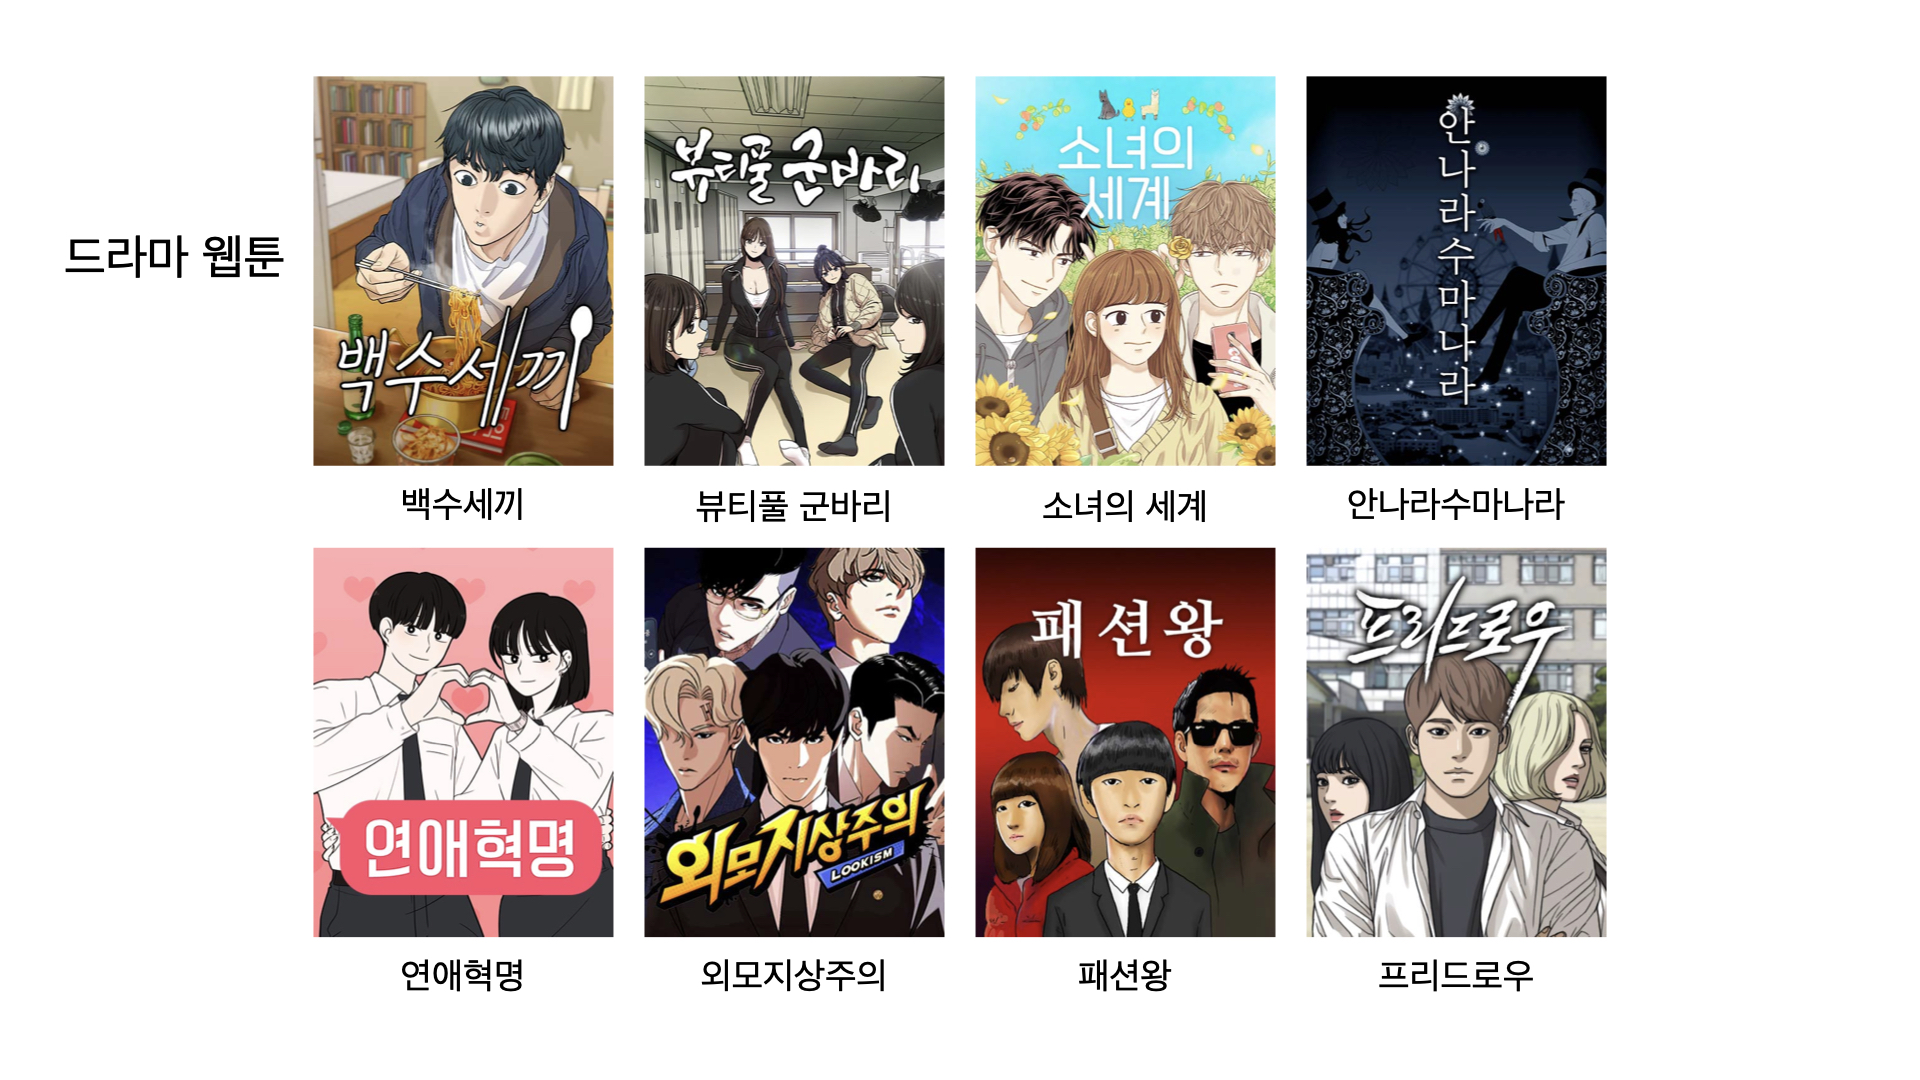 드라마 웹툰
백수세끼
뷰티풀 군바리
소녀의
세계
안나라수마나라
백수세끼
뷰티풀 군바리
소녀의 세계
안나라수마나라
연애혁명
외모지상주의
LOOKISM
패션왕
프리드로우
연애혁명
외모지상주의
패션왕
프리드로우